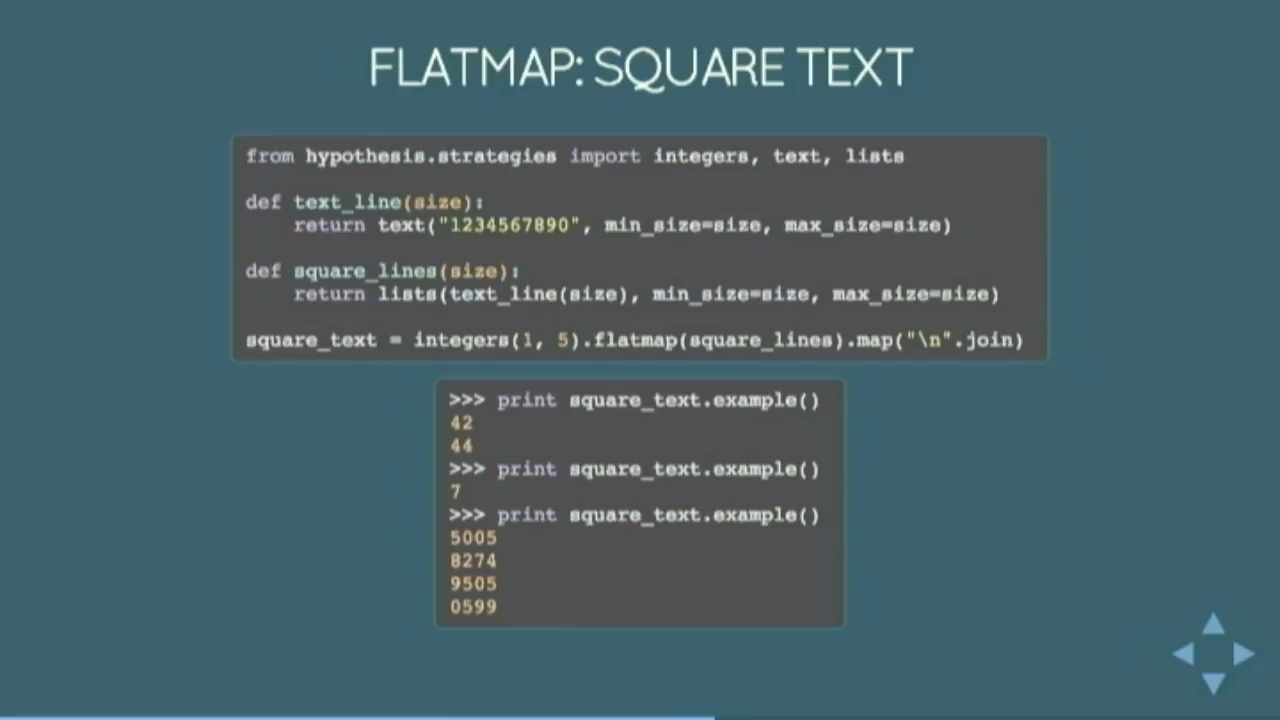 FLATMAP: SQUARE TEXT
from hypothesis.strategies import integers, text, lists
def text_line(size):
    return text("1234567890", min_size=size, max_size=size)
def square_lines(size):
    return lists(text_line(size), min_size=size, max_size=size)
square_text = integers(1, 5).flatmap(square_lines).map("\n".join)
>>> print square_text.example()
42
44
>>> print square_text.example()
7
>>> print square_text.example()
5005
8274
9505
0599